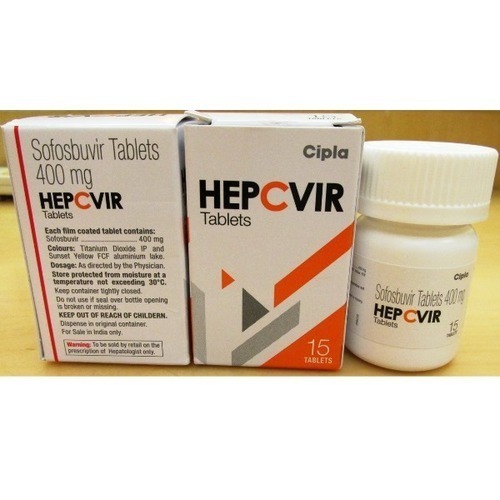 Sofosbuvir Tablets
400 mg
HEPCVIR
Tablets
Each film coated tablet contains:
Sofosbuvir ........................ 400 mg
Colours: Titanium Dioxide IP and
Sunset Yellow FCF aluminium lake.
Dosage: As directed by the Physician.
Store protected from moisture at a
temperature not exceeding 30°C.
Keep container tightly closed.
Do not use if seal over bottle opening
is broken or missing.
KEEP OUT OF REACH OF CHILDERN.
Dispense in original container.
For Sale in India only.
Warning: To be sold by retail on the
prescription of Hepatologist only.
Cipla
HEPCVIR
Tablets
15
TABLETS
Cipla
Sofosbuvir Tablets 400 mg
HEPCVIR
Tablets
15
TABLETS